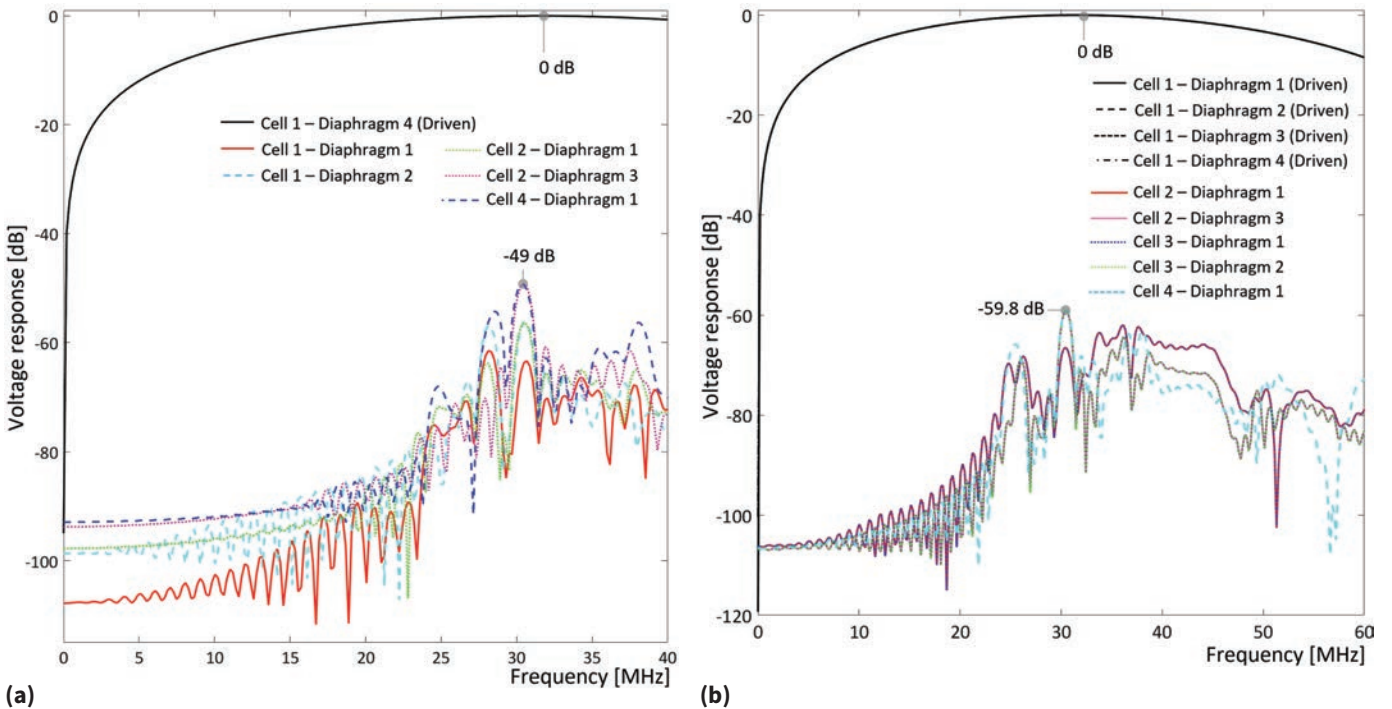 0
-20
-40
-60
-80
-100
Voltage response [dB]
0 dB
Cell 1 – Diaphragm 4 (Driven)
Cell 1 – Diaphragm 1
Cell 1 – Diaphragm 2
Cell 2 – Diaphragm 1
Cell 2 – Diaphragm 3
Cell 4 – Diaphragm 1
-49 dB
0 5 10 15 20 25 30 35 40
Frequency [MHz]
(a)
0
-20
-40
-60
-80
-100
-120
Voltage response [dB]
0 dB
Cell 1 – Diaphragm 1 (Driven)
Cell 1 – Diaphragm 2 (Driven)
Cell 1 – Diaphragm 3 (Driven)
Cell 1 – Diaphragm 4 (Driven)
Cell 2 – Diaphragm 1
Cell 2 – Diaphragm 3
Cell 3 – Diaphragm 1
Cell 3 – Diaphragm 2
Cell 4 – Diaphragm 1
-59.8 dB
0 10 20 30 40 50 60
Frequency [MHz]
(b)